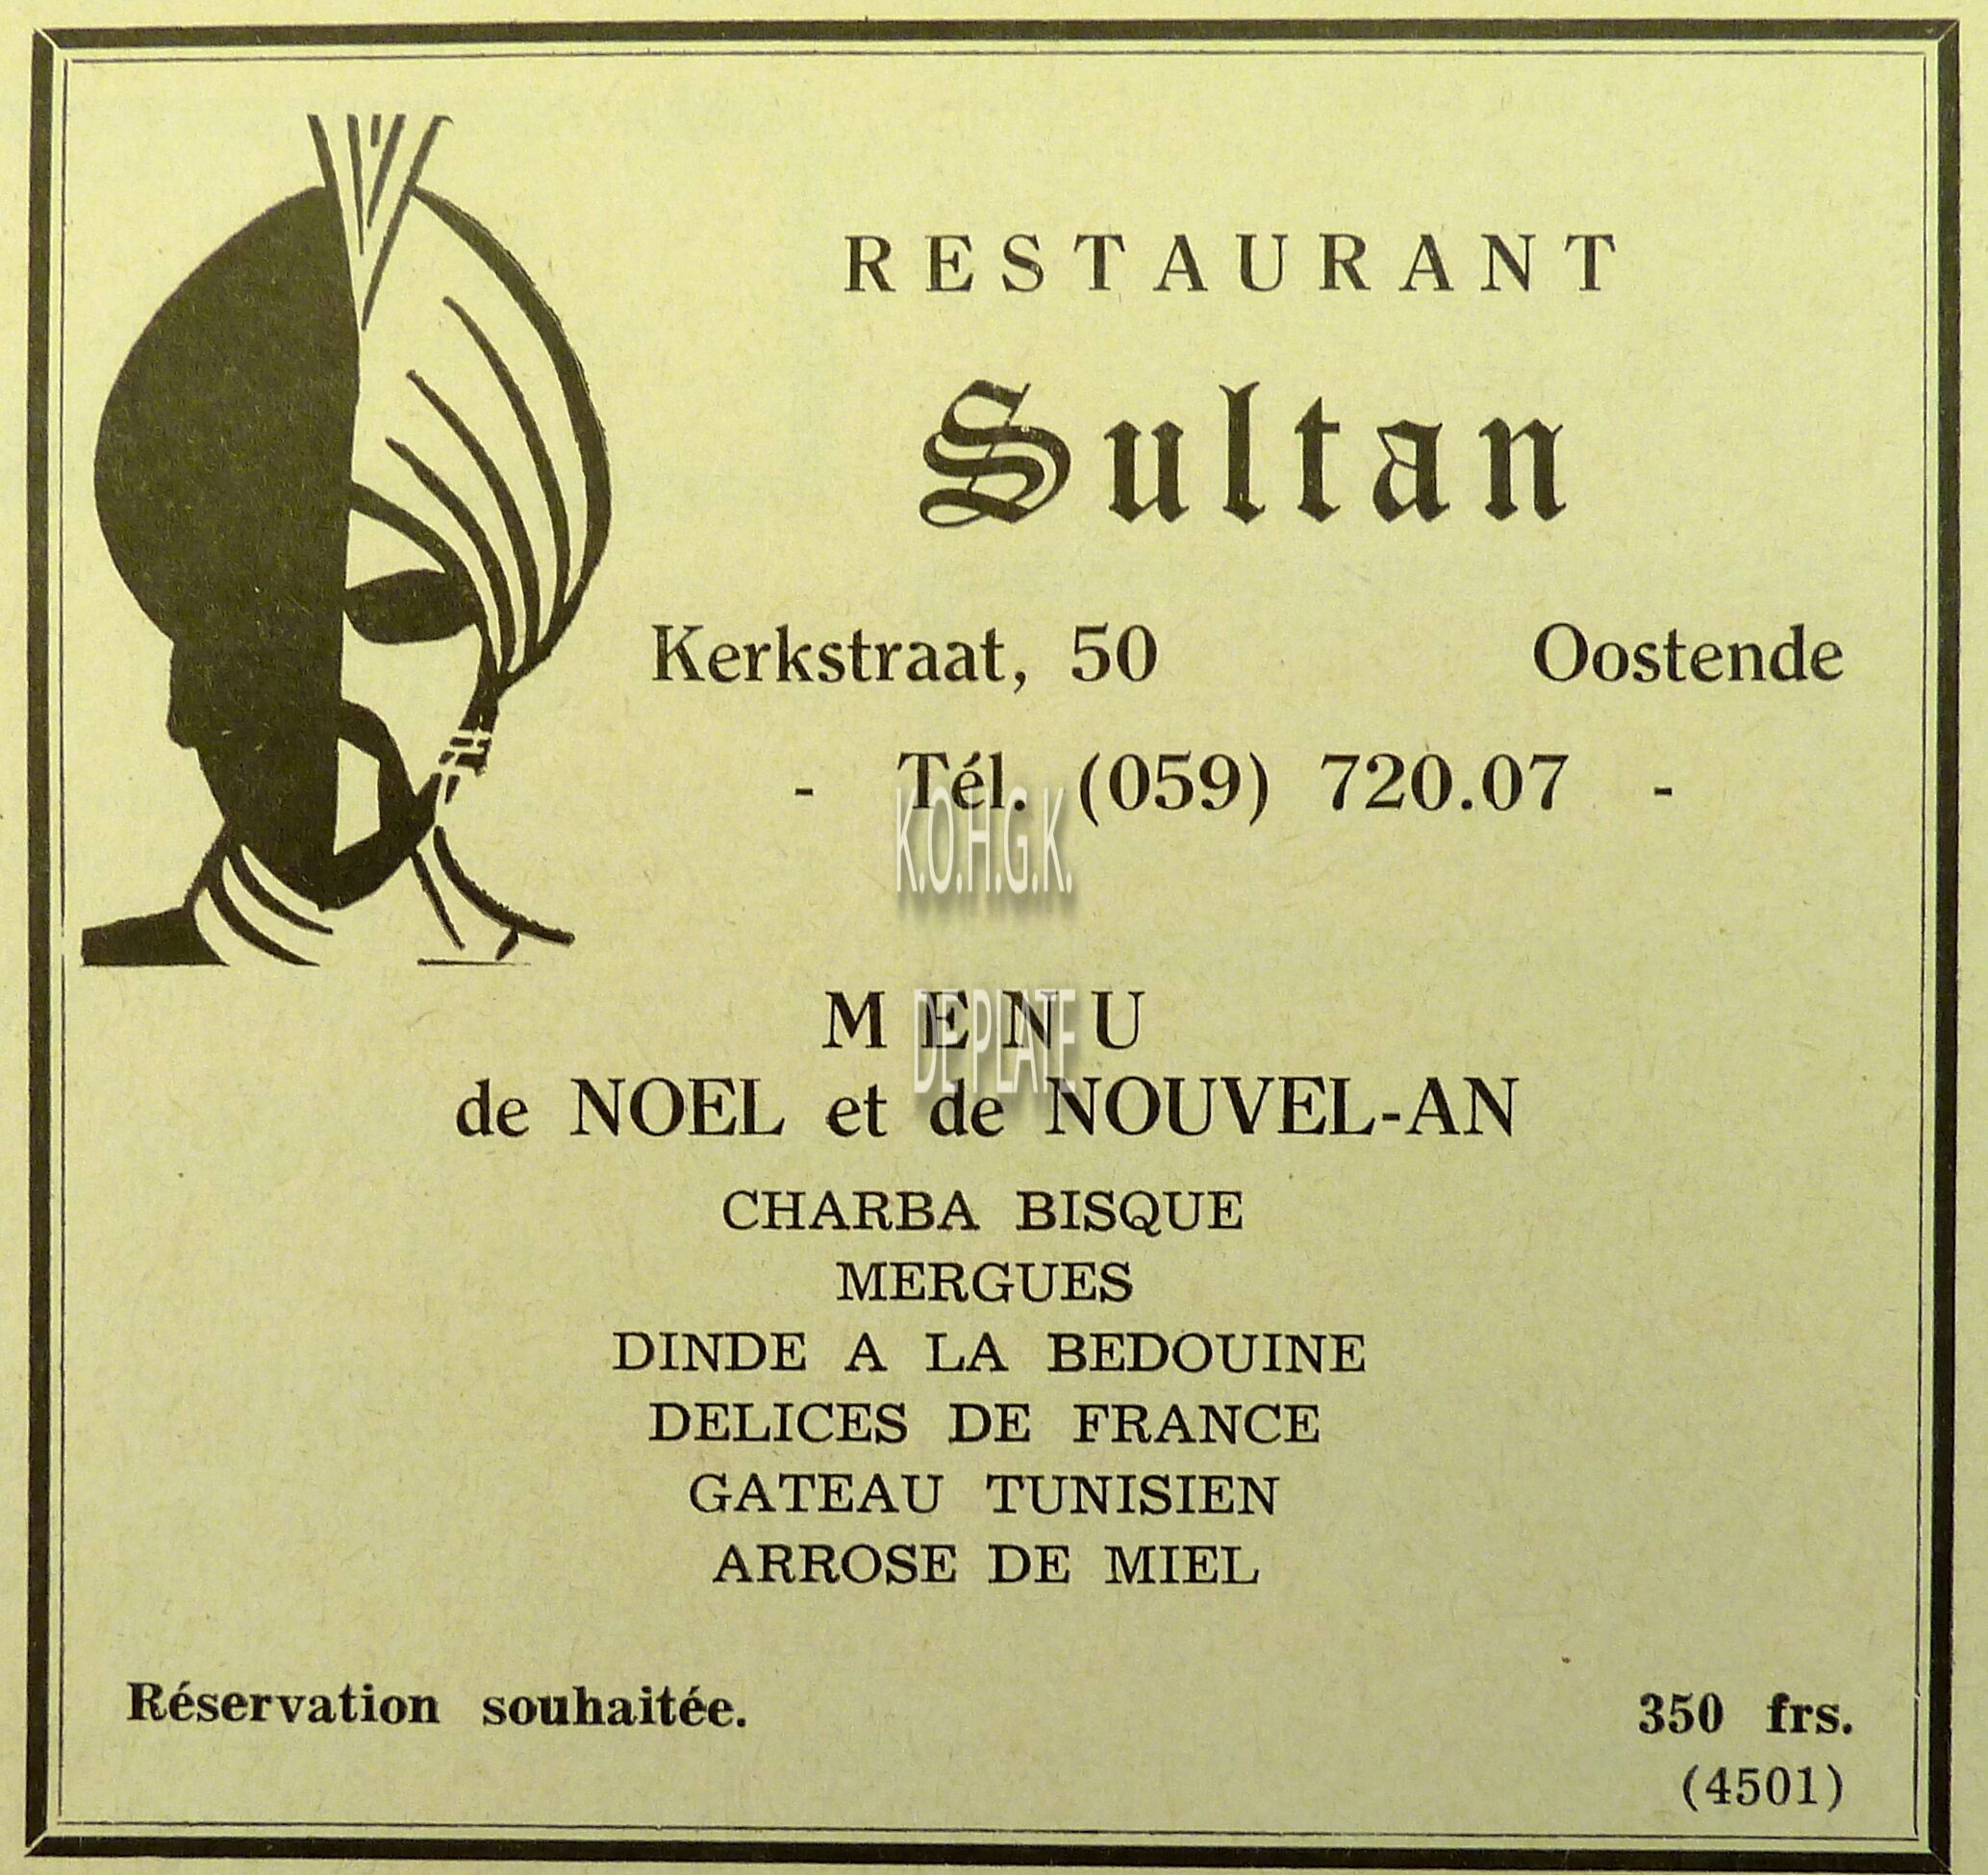 RESTAURANT
Sultan
Kerkstraat, 50 Oostende
- Tél. (059) 720.07 -
K.O.H.G.K.
DE PLATE
MENU
de NOEL et de NOUVEL-AN
CHARBA BISQUE
MERGUES
DINDE A LA BEDOUINE
DELICES DE FRANCE
GATEAU TUNISIEN
ARROSE DE MIEL
Réservation souhaitée. 350 frs.
(4501)